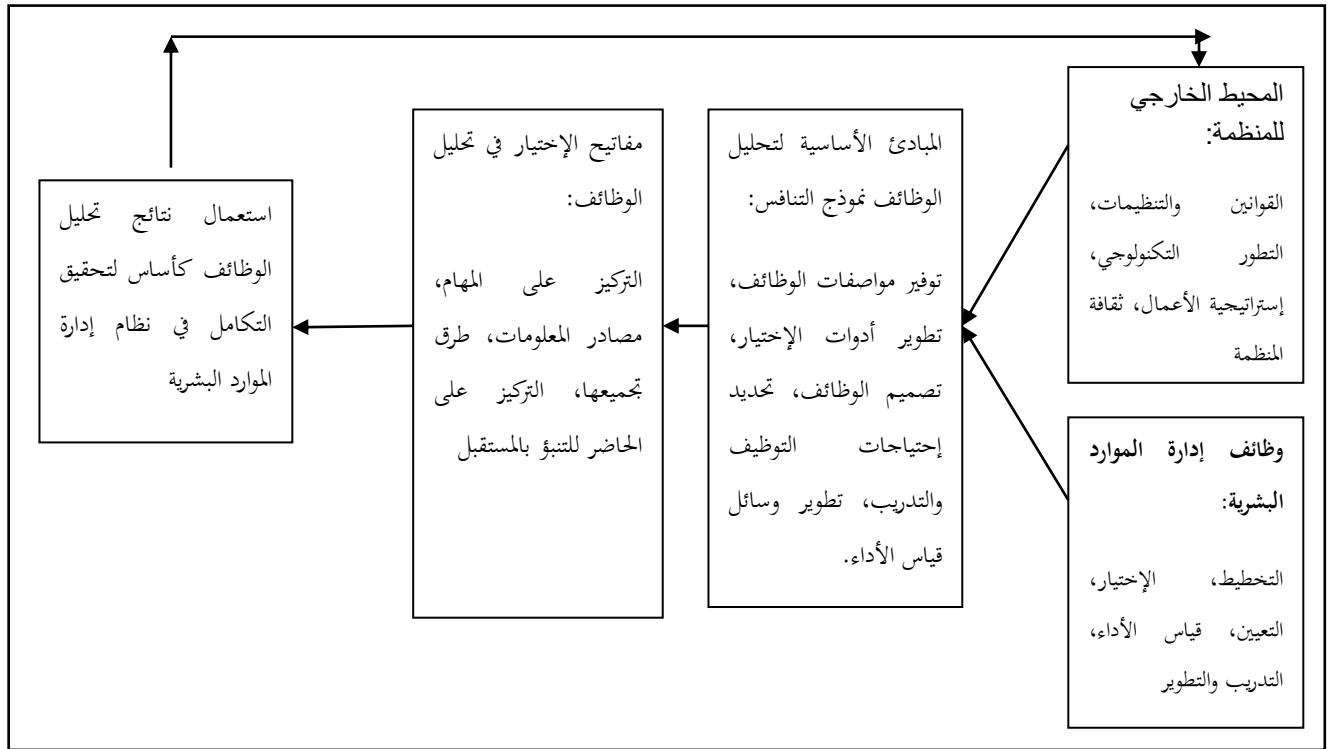 المحيط الخارجي
للمنظمة:
القوانين والتنظيمات،
التطور التكنولوجي،
إستراتيجية الأعمال، ثقافة
المنظمة
وظائف إدارة الموارد
البشرية:
التخطيط، الإختيار،
التعيين، قياس الأداء،
التدريب والتطوير
المبادئ الأساسية لتحليل
الوظائف نموذج التنافس:
توفير مواصفات الوظائف،
تطوير أدوات الإختيار،
تصميم الوظائف، تحديد
إحتياجات التوظيف
والتدريب، تطوير وسائل
قياس الأداء.
مفاتيح الإختيار في تحليل
الوظائف:
التركيز على المهام،
مصادر المعلومات، طرق
تجميعها، التركيز على
الحاضر للتنبؤ بالمستقبل
استعمال نتائج تحليل
الوظائف كأساس لتحقيق
التكامل في نظام إدارة
الموارد البشرية